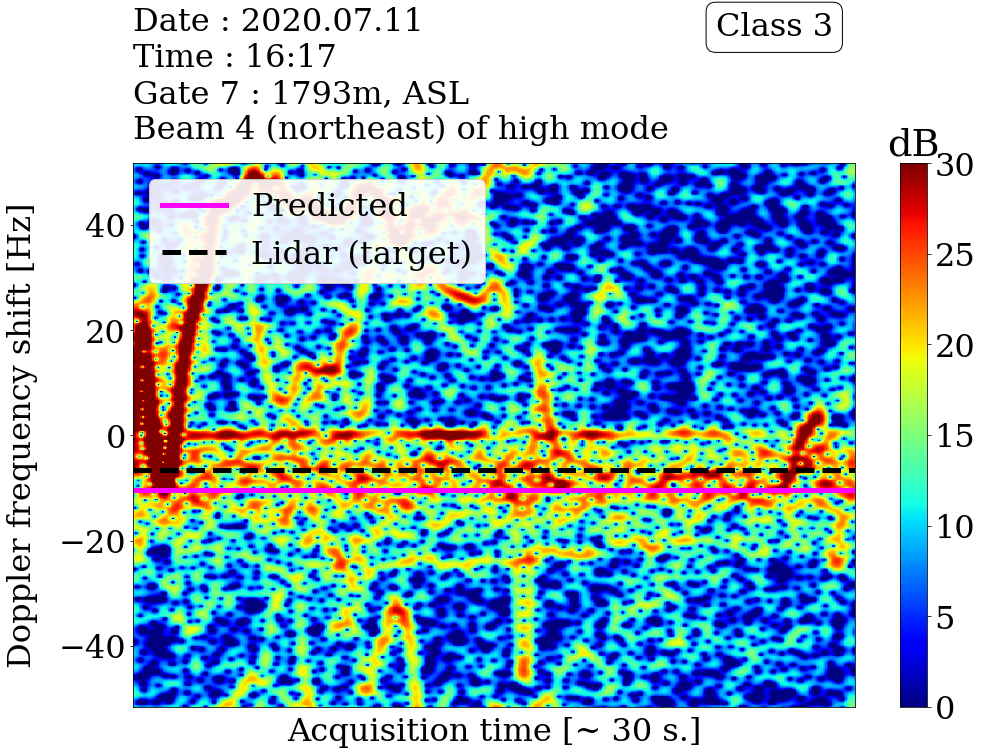 Date : 2020.07.11
Time : 16:17
Gate 7 : 1793m, ASL
Beam 4 (northeast) of high mode
Class 3
dB
Predicted
Lidar (target)
Doppler frequency shift [Hz]
40
20
0
−20
−40
Acquisition time [~ 30 s.]
30
25
20
15
10
5
0